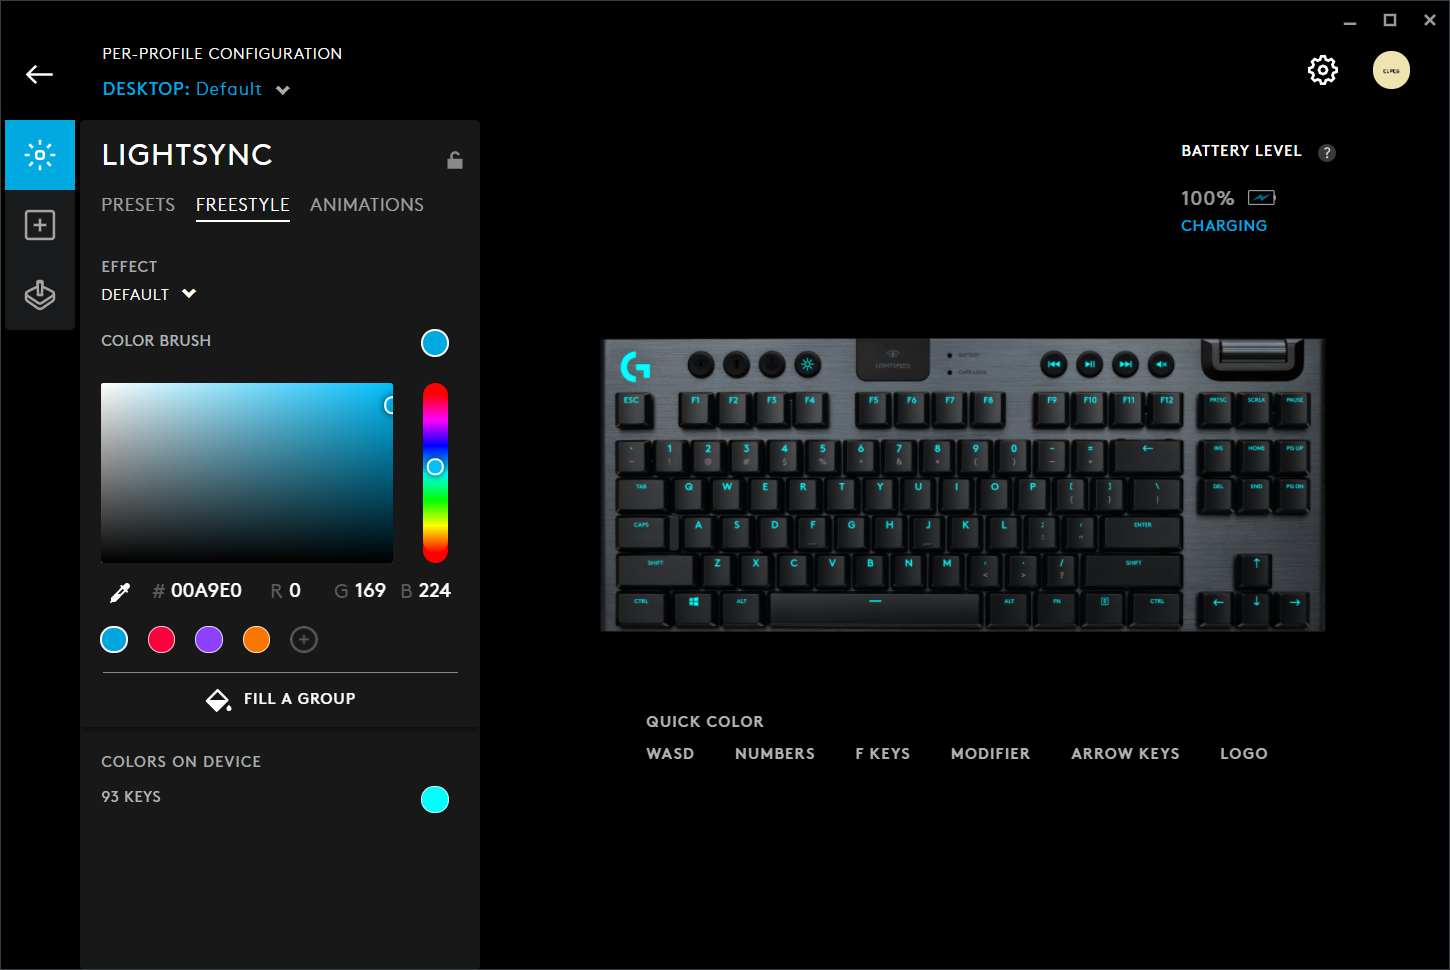 PER-PROFILE CONFIGURATION
DESKTOP: Default
LIGHTSYNC
PRESETS FREESTYLE ANIMATIONS
EFFECT
DEFAULT
COLOR BRUSH
# 00A9E0 R 0 G 169 B 224
FILL A GROUP
COLORS ON DEVICE
93 KEYS
BATTERY LEVEL ?
100%
CHARGING
LIGHTSPEED
BATTERY
CAPS LOCK
ESC F1 F2 F3 F4 F5 F6 F7 F8 F9 F10 F11 F12 PRTSC SCRLK PAUSE
1 2 3 4 5 6 7 8 9 0 - = ← INS HOME PG UP
~ ! @ # $ % ^ & * ( ) +
TAB Q W E R T Y U I O P [ ] \ DEL END PG DN
{ } |
CAPS A S D F G H J K L ; ' ENTER
SHIFT Z X C V B N M , . / SHIFT ↑
< > ?
CTRL ALT ALT FN CTRL ← ↓ →
QUICK COLOR
WASD NUMBERS F KEYS MODIFIER ARROW KEYS LOGO